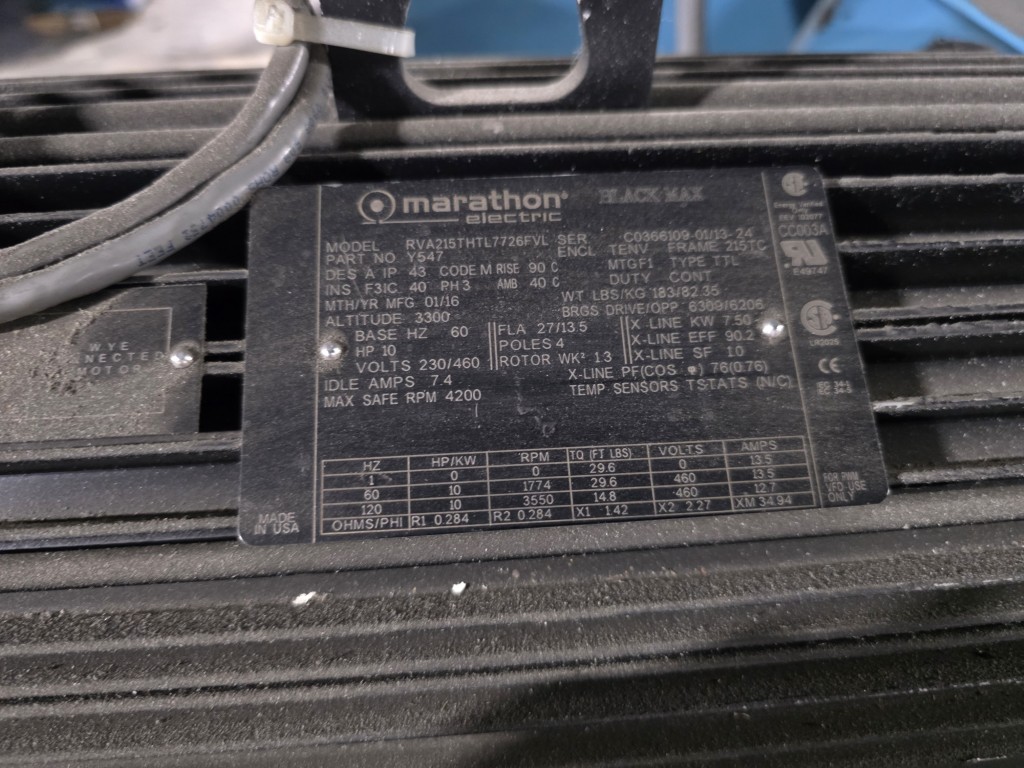 marathon®
electric
BLACK MAX
MODEL RVA215THTL7726FVL SER C0366109-01/13-24
PART NO Y547 ENCL TENV FRAME 215TC
DES A IP 43 CODE M RISE 90 C MTGF1 TYPE TTL
INS F3IC 40 PH 3 AMB 40 C DUTY CONT
MTH/YR MFG 01/16 WT LBS/KG 183/82.35
ALTITUDE 3300 BRGS DRIVE/OPP 6309/6206
BASE HZ 60 FLA 27/13.5 X-LINE KW 7.50
HP 10 POLES 4 X-LINE EFF 90.2
VOLTS 230/460 ROTOR WK² 1.3 X-LINE SF 1.0
IDLE AMPS 7.4 X-LINE PF(COS ø) 76(0.76)
MAX SAFE RPM 4200 TEMP SENSORS TSTATS (N/C)
HZ HP/KW RPM TQ (FT LBS) VOLTS AMPS
1 0 0 29.6 0 13.5
60 10 1774 29.6 460 13.5
120 10 3550 14.8 460 12.7
OHMS/PHI R1 0.284 R2 0.284 X1 1.42 X2 2.27 XM 34.94
MADE
IN USA
Energy Verified
CC003A
E49747
CE
FOR PWM
VFD USE
ONLY
WYE
MOTOR